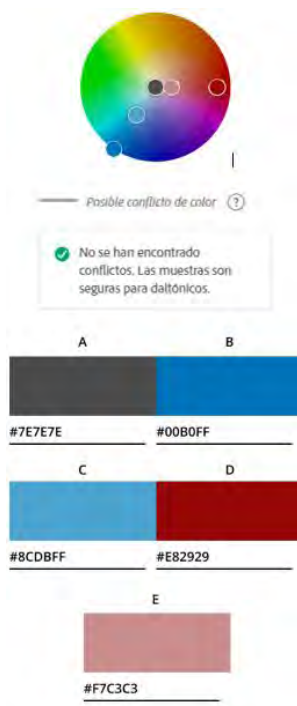 Posible conflicto de color ?
No se han encontrado
conflictos. Las muestras son
seguras para daltónicos.
A B
#7E7E7E #00B0FF
C D
#8CDBFF #E82929
E
#F7C3C3